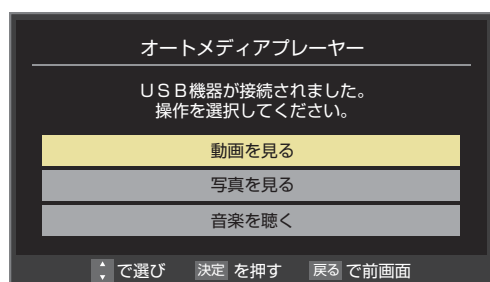 オートメディアプレーヤー
ＵＳＢ機器が接続されました。
操作を選択してください。
動画を見る
写真を見る
音楽を聴く
で選び 決定 を押す 戻る で前画面